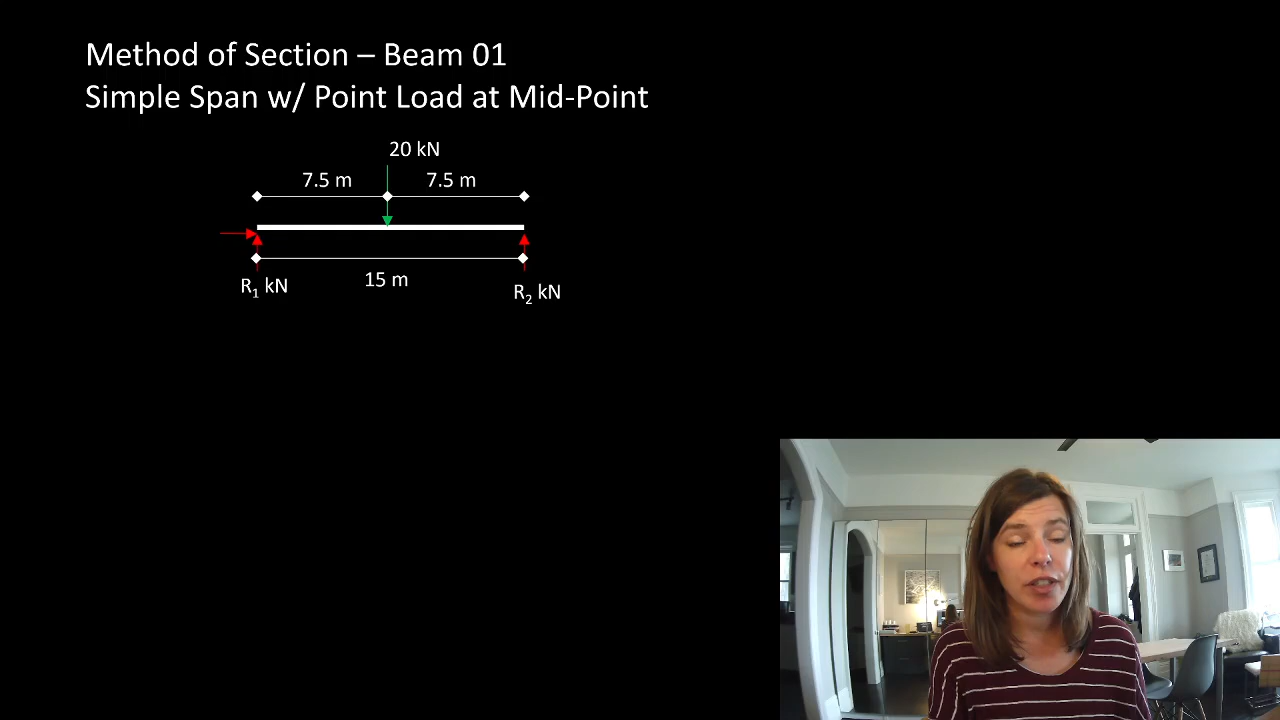 Method of Section – Beam 01
Simple Span w/ Point Load at Mid-Point
20 kN
7.5 m
7.5 m
15 m
R1 kN
R2 kN